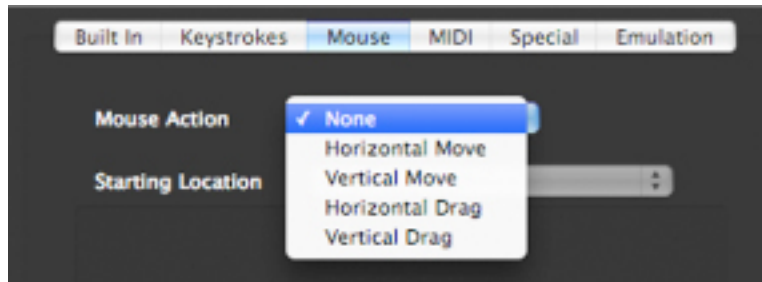 Built In Keystrokes Mouse MIDI Special Emulation
Mouse Action ✓ None
Horizontal Move
Starting Location Vertical Move
Horizontal Drag
Vertical Drag